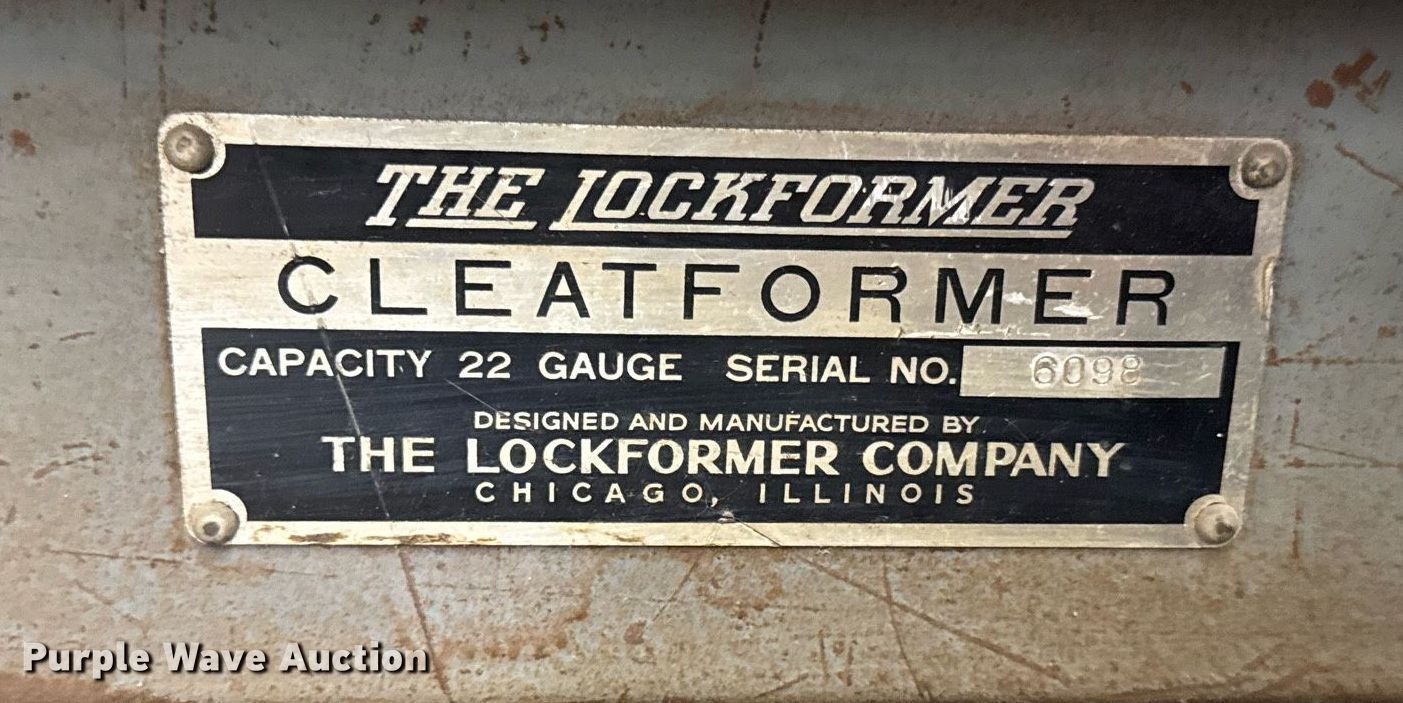 THE LOCKFORMER
CLEATFORMER
CAPACITY 22 GAUGE SERIAL NO. 6098
DESIGNED AND MANUFACTURED BY
THE LOCKFORMER COMPANY
CHICAGO, ILLINOIS
Purple Wave Auction